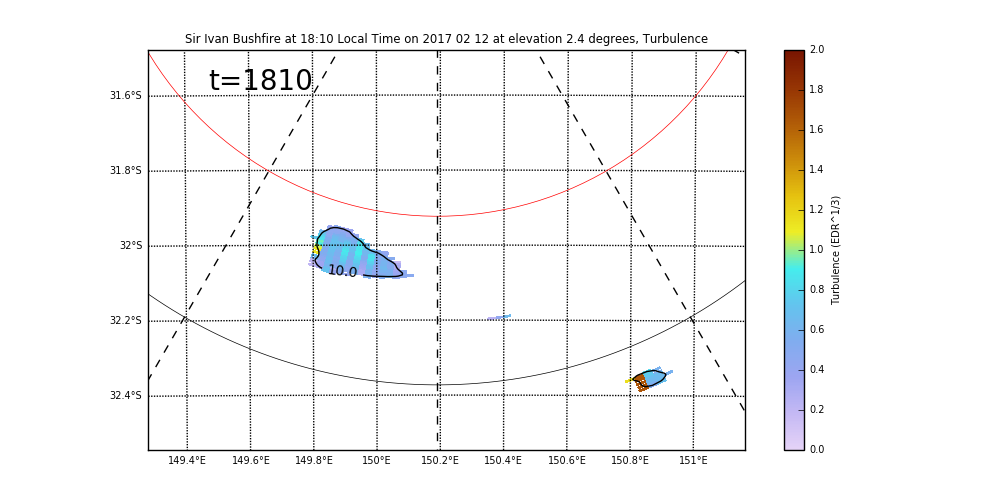 Sir Ivan Bushfire at 18:10 Local Time on 2017 02 12 at elevation 2.4 degrees, Turbulence
t=1810
31.6°S
31.8°S
32°S
32.2°S
32.4°S
10.0
149.4°E 149.6°E 149.8°E 150°E 150.2°E 150.4°E 150.6°E 150.8°E 151°E
2.0
1.8
1.6
1.4
1.2
1.0
0.8
0.6
0.4
0.2
0.0
Turbulence (EDR^1/3)